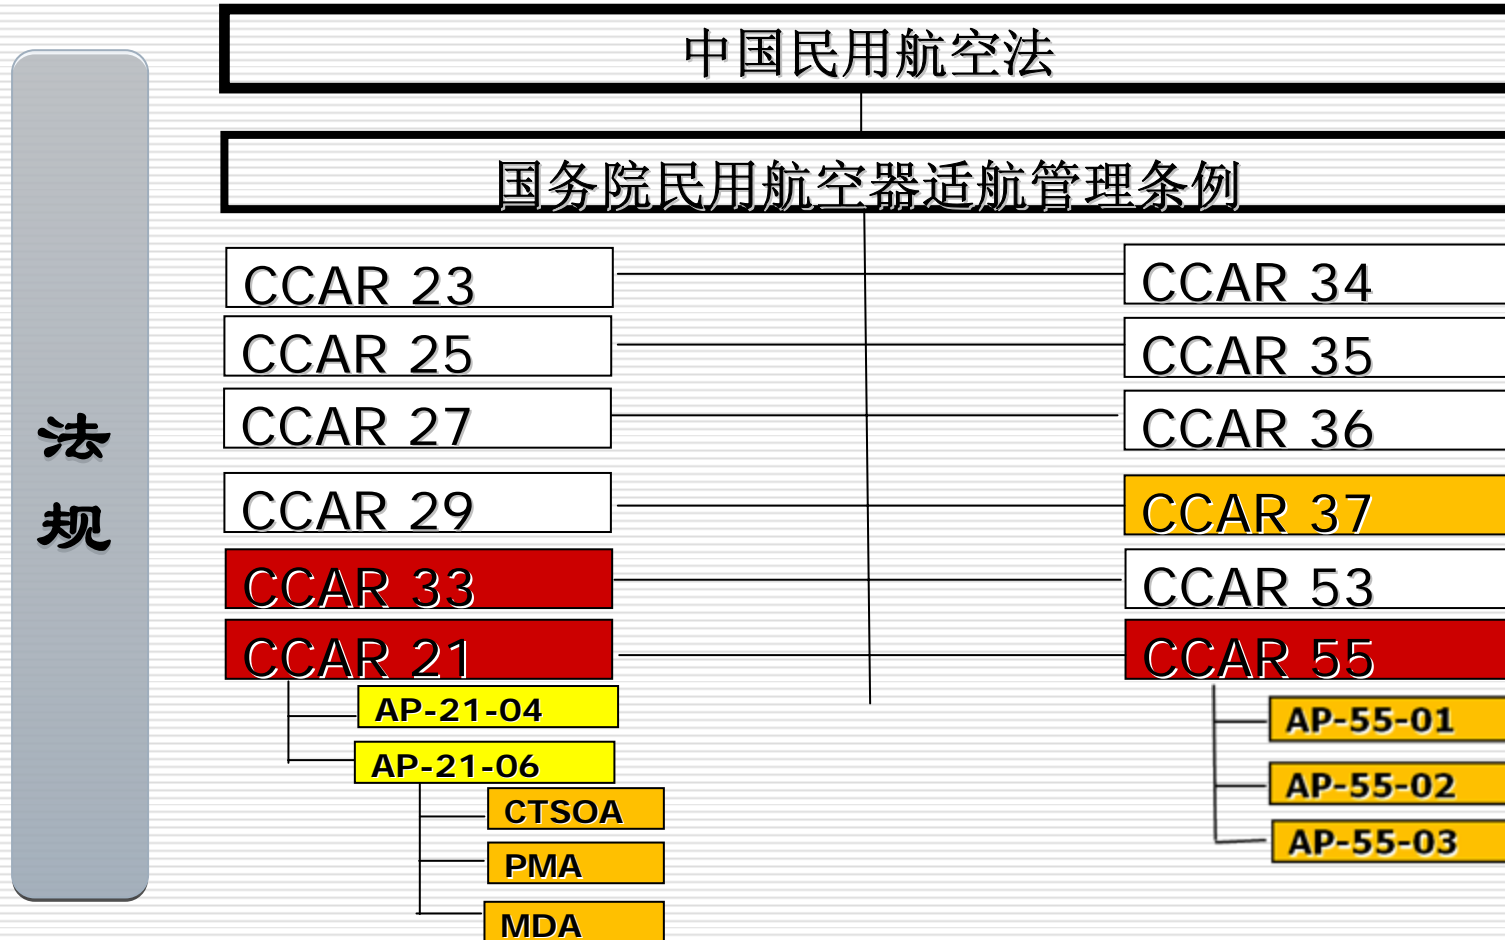 中国民用航空法
国务院民用航空器适航管理条例
法
规
CCAR 23
CCAR 34
CCAR 25
CCAR 35
CCAR 27
CCAR 36
CCAR 29
CCAR 37
CCAR 33
CCAR 53
CCAR 21
CCAR 55
AP-21-04
AP-55-01
AP-21-06
AP-55-02
CTSOA
AP-55-03
PMA
MDA